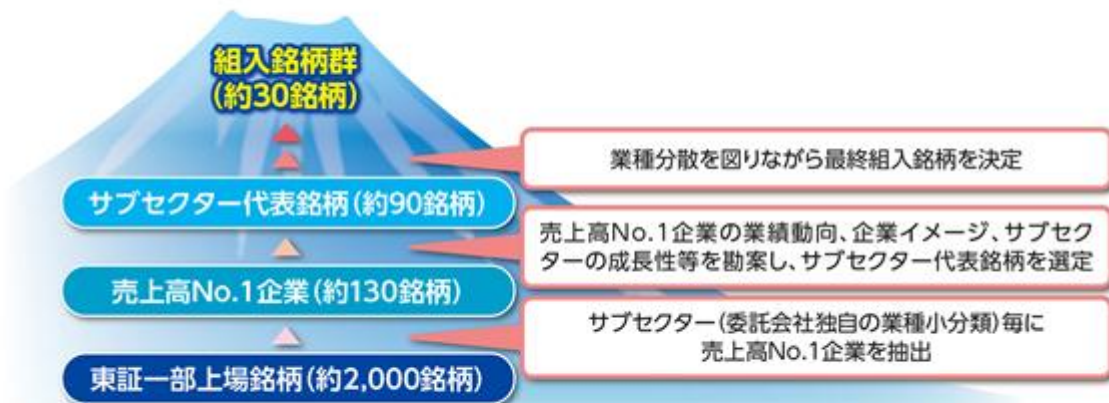 組入銘柄群
(約30銘柄)
業種分散を図りながら最終組入銘柄を決定
サブセクター代表銘柄(約90銘柄)
売上高No.1企業の業績動向、企業イメージ、サブセク
ターの成長性等を勘案し、サブセクター代表銘柄を選定
売上高No.1企業(約130銘柄)
サブセクター(委託会社独自の業種小分類)毎に
売上高No.1企業を抽出
東証一部上場銘柄(約2,000銘柄)